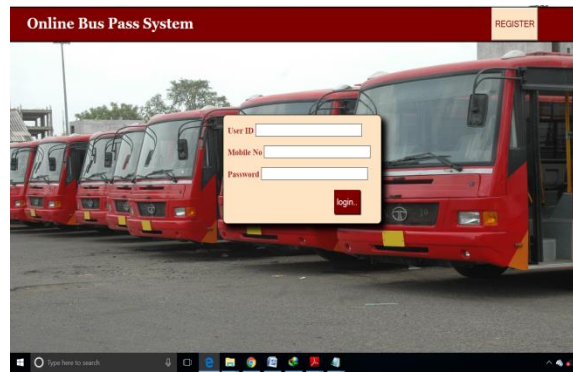 Online Bus Pass System
REGISTER
User ID
Mobile No
Password
login..
Type here to search